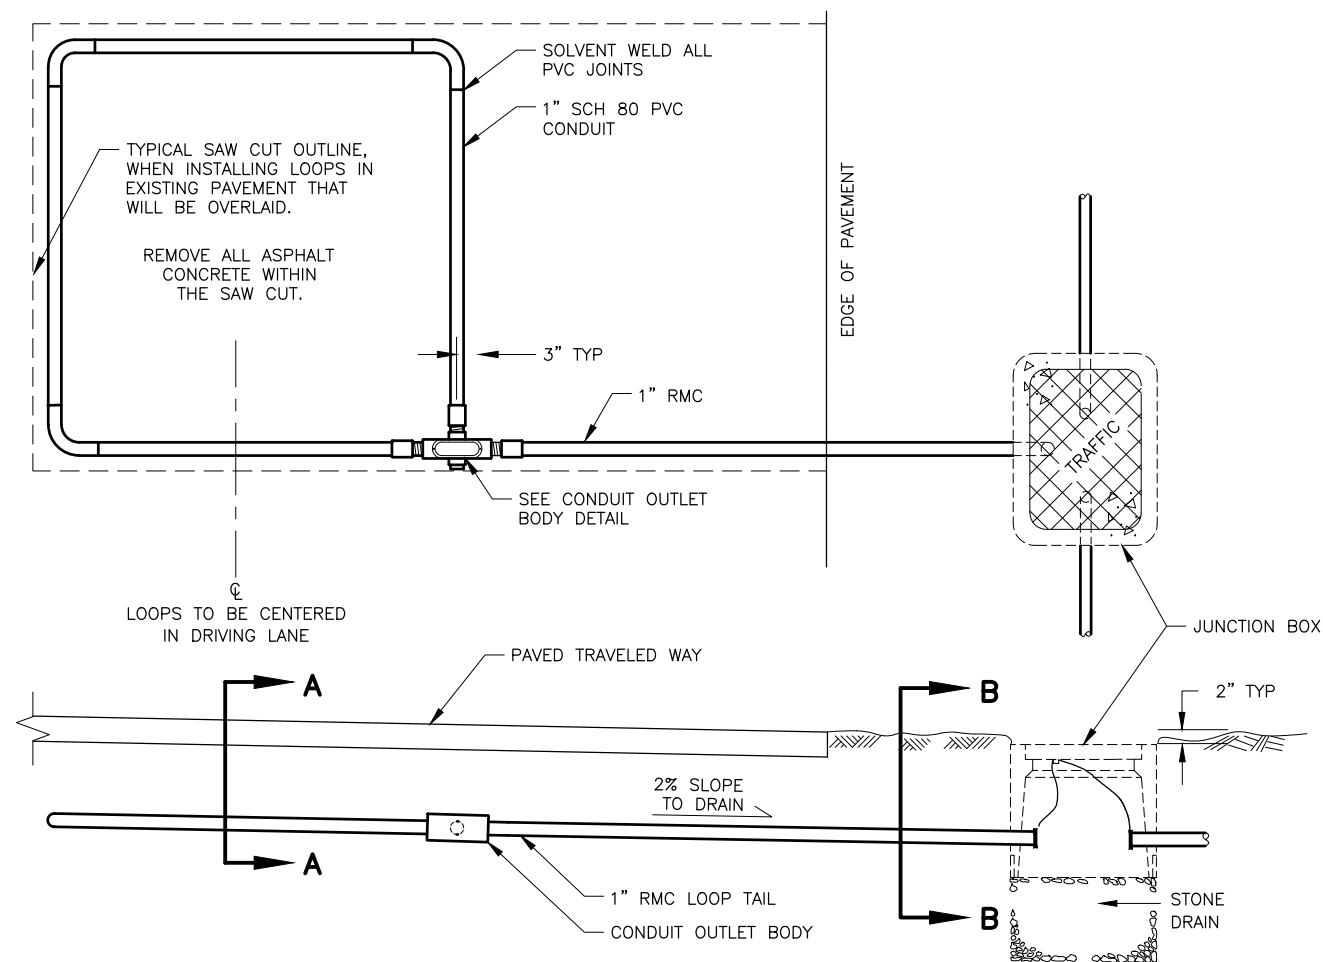 SOLVENT WELD ALL
PVC JOINTS
1” SCH 80 PVC
CONDUIT
TYPICAL SAW CUT OUTLINE,
WHEN INSTALLING LOOPS IN
EXISTING PAVEMENT THAT
WILL BE OVERLAID.
REMOVE ALL ASPHALT
CONCRETE WITHIN
THE SAW CUT.
EDGE OF PAVEMENT
3” TYP
1” RMC
TRAFFIC
SEE CONDUIT OUTLET
BODY DETAIL
℄
LOOPS TO BE CENTERED
IN DRIVING LANE
JUNCTION BOX
PAVED TRAVELED WAY
A
B
2” TYP
2% SLOPE
TO DRAIN
A
1” RMC LOOP TAIL
B
STONE
DRAIN
CONDUIT OUTLET BODY